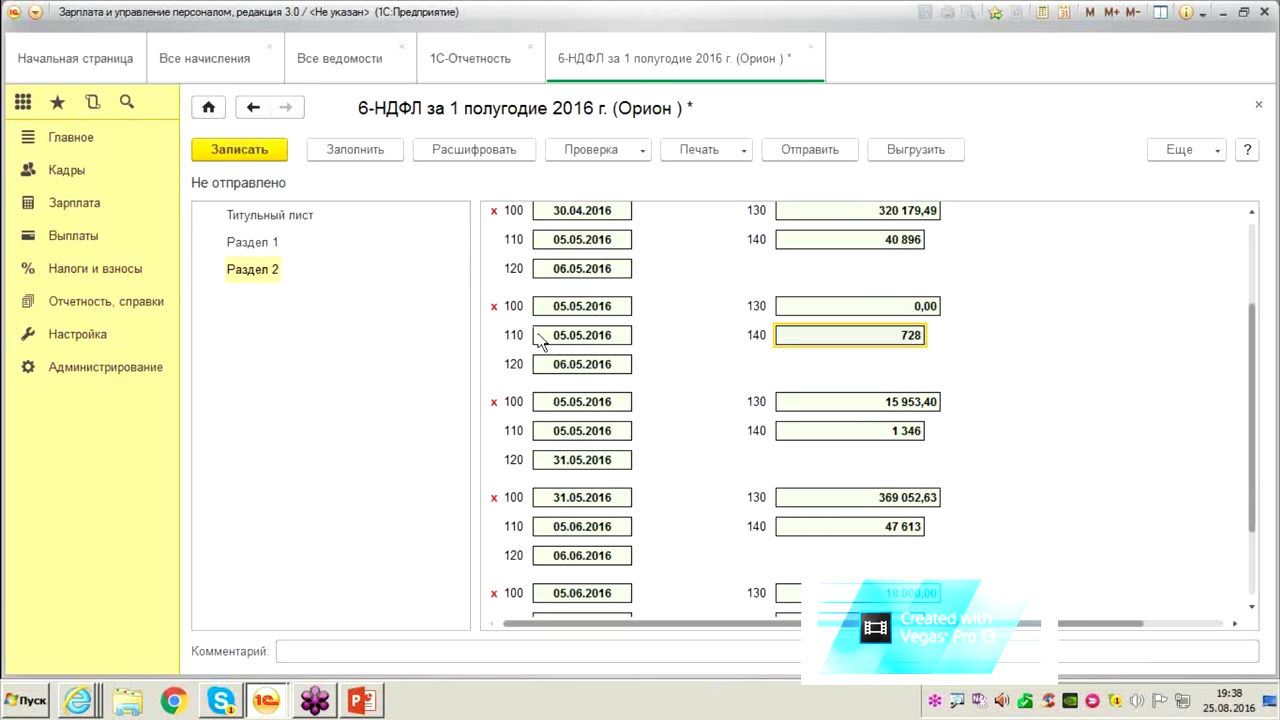 Зарплата и управление персоналом, редакция 3.0 / <Не указан> (1С:Предприятие)
M M+ M-
Начальная страница
Все начисления
Все ведомости
1С-Отчетность
6-НДФЛ за 1 полугодие 2016 г. (Орион ) *
6-НДФЛ за 1 полугодие 2016 г. (Орион ) *
Главное
Кадры
Зарплата
Выплаты
Налоги и взносы
Отчетность, справки
Настройка
Администрирование
Записать
Заполнить
Расшифровать
Проверка
Печать
Отправить
Выгрузить
Еще
?
Не отправлено
Титульный лист
Раздел 1
Раздел 2
x 100 30.04.2016 130 320 179,49
110 05.05.2016 140 40 896
120 06.05.2016
x 100 05.05.2016 130 0,00
110 05.05.2016 140 728
120 06.05.2016
x 100 05.05.2016 130 15 953,40
110 05.05.2016 140 1 346
120 31.05.2016
x 100 31.05.2016 130 369 052,63
110 05.06.2016 140 47 613
120 06.06.2016
x 100 05.06.2016 130 18 000,00
Комментарий:
Created with
Vegas Pro 13
Пуск
19:38
25.08.2016